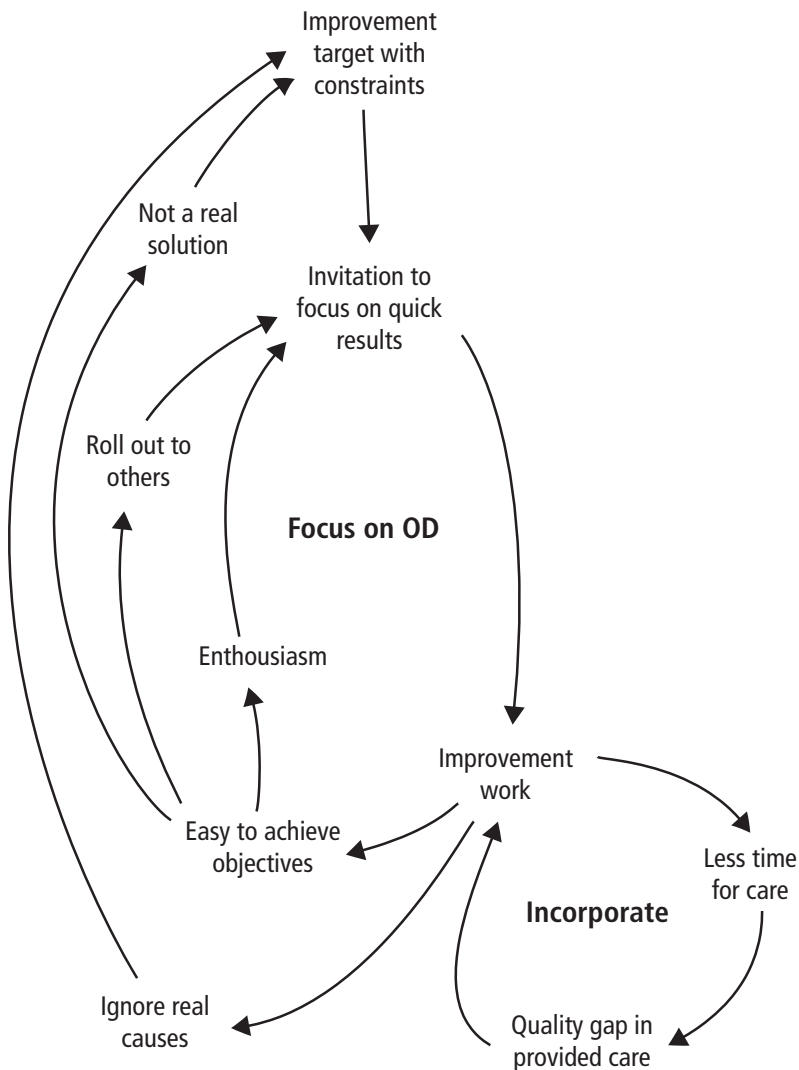 Improvement
target with
constraints
Not a real
solution
Invitation to
focus on quick
results
Roll out to
others
Focus on OD
Enthousiasm
Improvement
work
Easy to achieve
objectives
Less time
for care
Incorporate
Ignore real
causes
Quality gap in
provided care